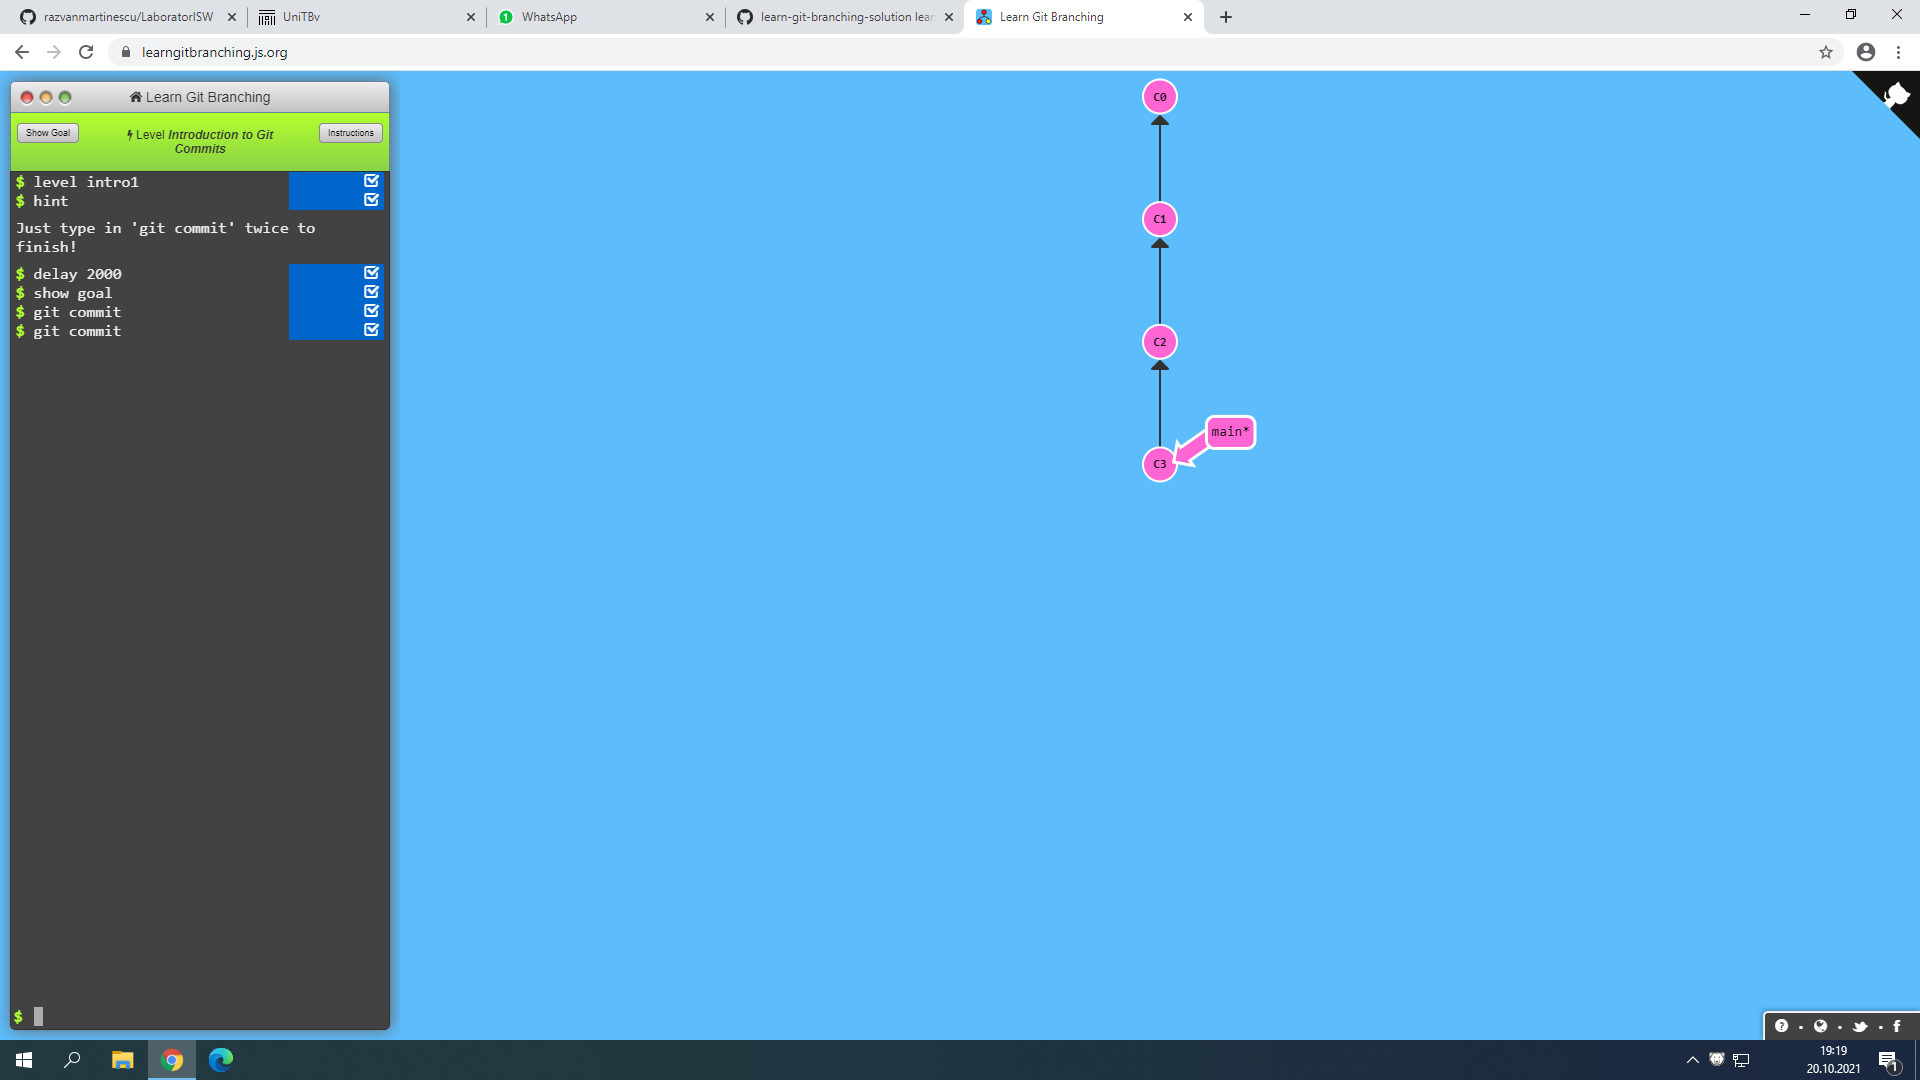 razvanmartinescu/LaboratorISW
UniTBv
WhatsApp
learn-git-branching-solution lear
Learn Git Branching
learngitbranching.js.org
Learn Git Branching
Show Goal
Level Introduction to Git
Commits
Instructions
$ level intro1
$ hint
Just type in 'git commit' twice to
finish!
$ delay 2000
$ show goal
$ git commit
$ git commit
$
C0
C1
C2
main*
C3
19:19
20.10.2021
1